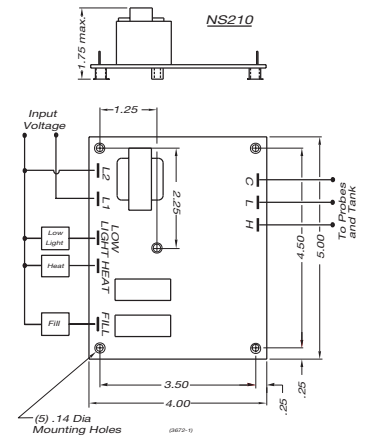 NS210
1.75 max.
1.25
Input
Voltage
L2
L1
2.25
C
L
H
To Probes
and Tank
4.50
5.00
Low
Light
LOW
LIGHT
Heat
HEAT
Fill
FILL
3.50
4.00
.25
.25
(5) .14 Dia
Mounting Holes
(3672-1)